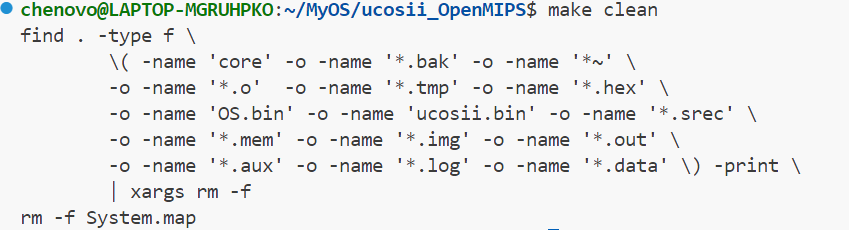 chenovo@LAPTOP-MGRUHPKO:~/MyOS/ucosii_OpenMIPS$ make clean
find . -type f \
        \( -name 'core' -o -name '*.bak' -o -name '*~' \
        -o -name '*.o'  -o -name '*.tmp' -o -name '*.hex' \
        -o -name 'OS.bin' -o -name 'ucosii.bin' -o -name '*.srec' \
        -o -name '*.mem' -o -name '*.img' -o -name '*.out' \
        -o -name '*.aux' -o -name '*.log' -o -name '*.data' \) -print \
        | xargs rm -f
rm -f System.map